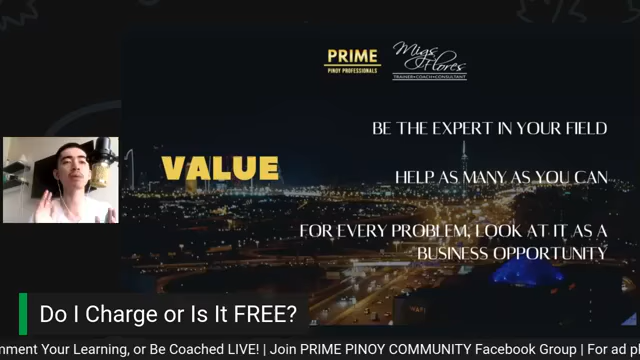 PRIME
PINOY PROFESSIONALS
Migs
Flores
TRAINER•COACH•CONSULTANT
BE THE EXPERT IN YOUR FIELD
VALUE
HELP AS MANY AS YOU CAN
FOR EVERY PROBLEM, LOOK AT IT AS A
BUSINESS OPPORTUNITY
Do I Charge or Is It FREE?
mment Your Learning, or Be Coached LIVE! | Join PRIME PINOY COMMUNITY Facebook Group | For ad p